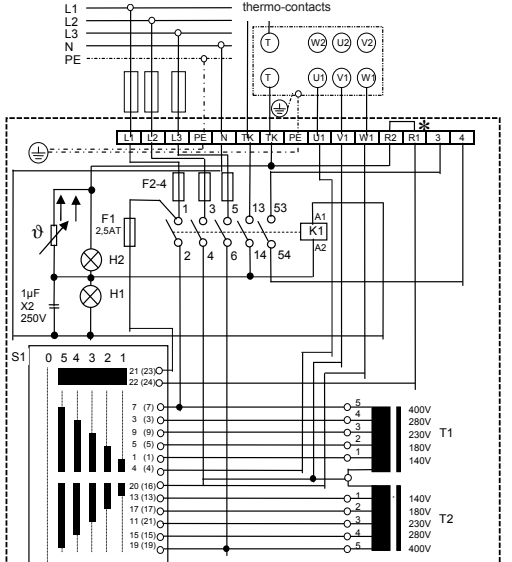 L1 thermo-contacts
L2
L3
N
PE
T W2 U2 V2
T U1 V1 W1
L1 L2 L3 PE N TK TK PE U1 V1 W1 R2 R1 * 3 4
F2-4
1 3 5 13 53
F1
2,5AT
A1
K1
A2
ϑ
H2
2 4 6 14 54
H1
1µF
X2
250V
S1 0 5 4 3 2 1
21 (23)
22 (24)
7 (7) 5 400V
3 (3) 4 280V
9 (9) 3 230V T1
5 (5) 2 180V
1 (1) 1 140V
4 (4)
20 (16)
13 (13) 1 140V
17 (17) 2 180V
11 (21) 3 230V T2
15 (15) 4 280V
19 (19) 5 400V